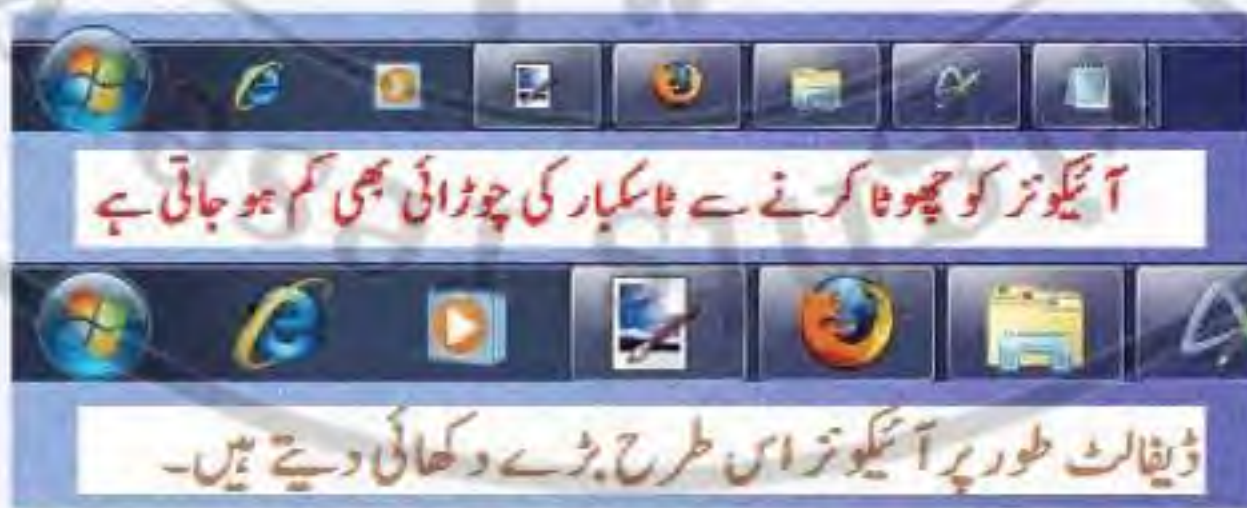 آئیکونز کو چھوٹا کرنے سے ٹاسکبار کی چوڑائی بھی کم ہو جاتی ہے
ڈیفالٹ طور پر آئیکونز اس طرح بڑے دکھائی دیتے ہیں۔